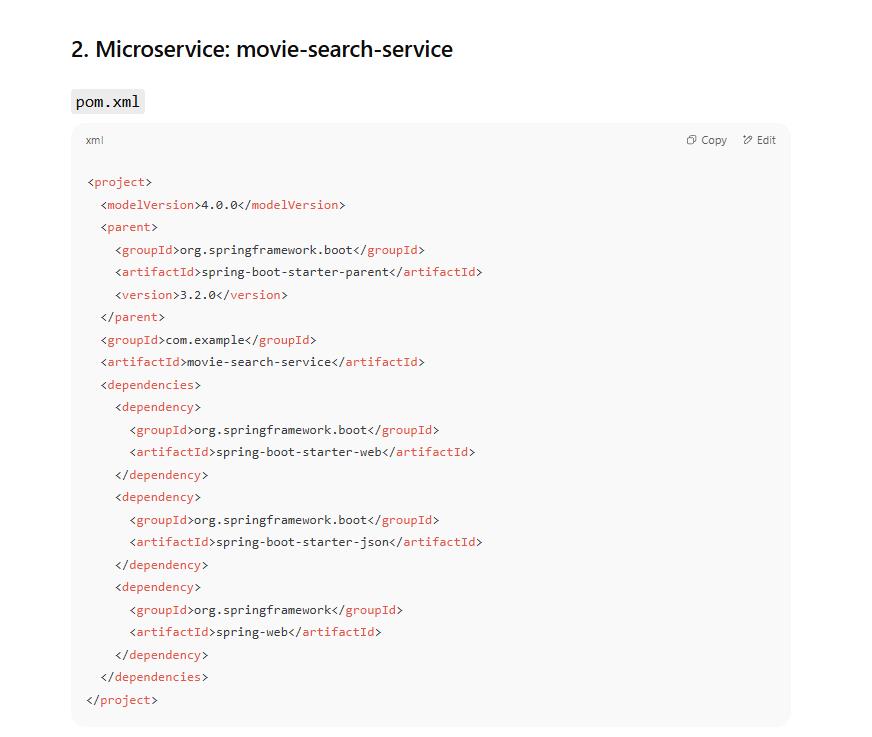 2. Microservice: movie-search-service
pom.xml
xml
Copy
Edit
<project>
  <modelVersion>4.0.0</modelVersion>
  <parent>
    <groupId>org.springframework.boot</groupId>
    <artifactId>spring-boot-starter-parent</artifactId>
    <version>3.2.0</version>
  </parent>
  <groupId>com.example</groupId>
  <artifactId>movie-search-service</artifactId>
  <dependencies>
    <dependency>
      <groupId>org.springframework.boot</groupId>
      <artifactId>spring-boot-starter-web</artifactId>
    </dependency>
    <dependency>
      <groupId>org.springframework.boot</groupId>
      <artifactId>spring-boot-starter-json</artifactId>
    </dependency>
    <dependency>
      <groupId>org.springframework</groupId>
      <artifactId>spring-web</artifactId>
    </dependency>
  </dependencies>
</project>